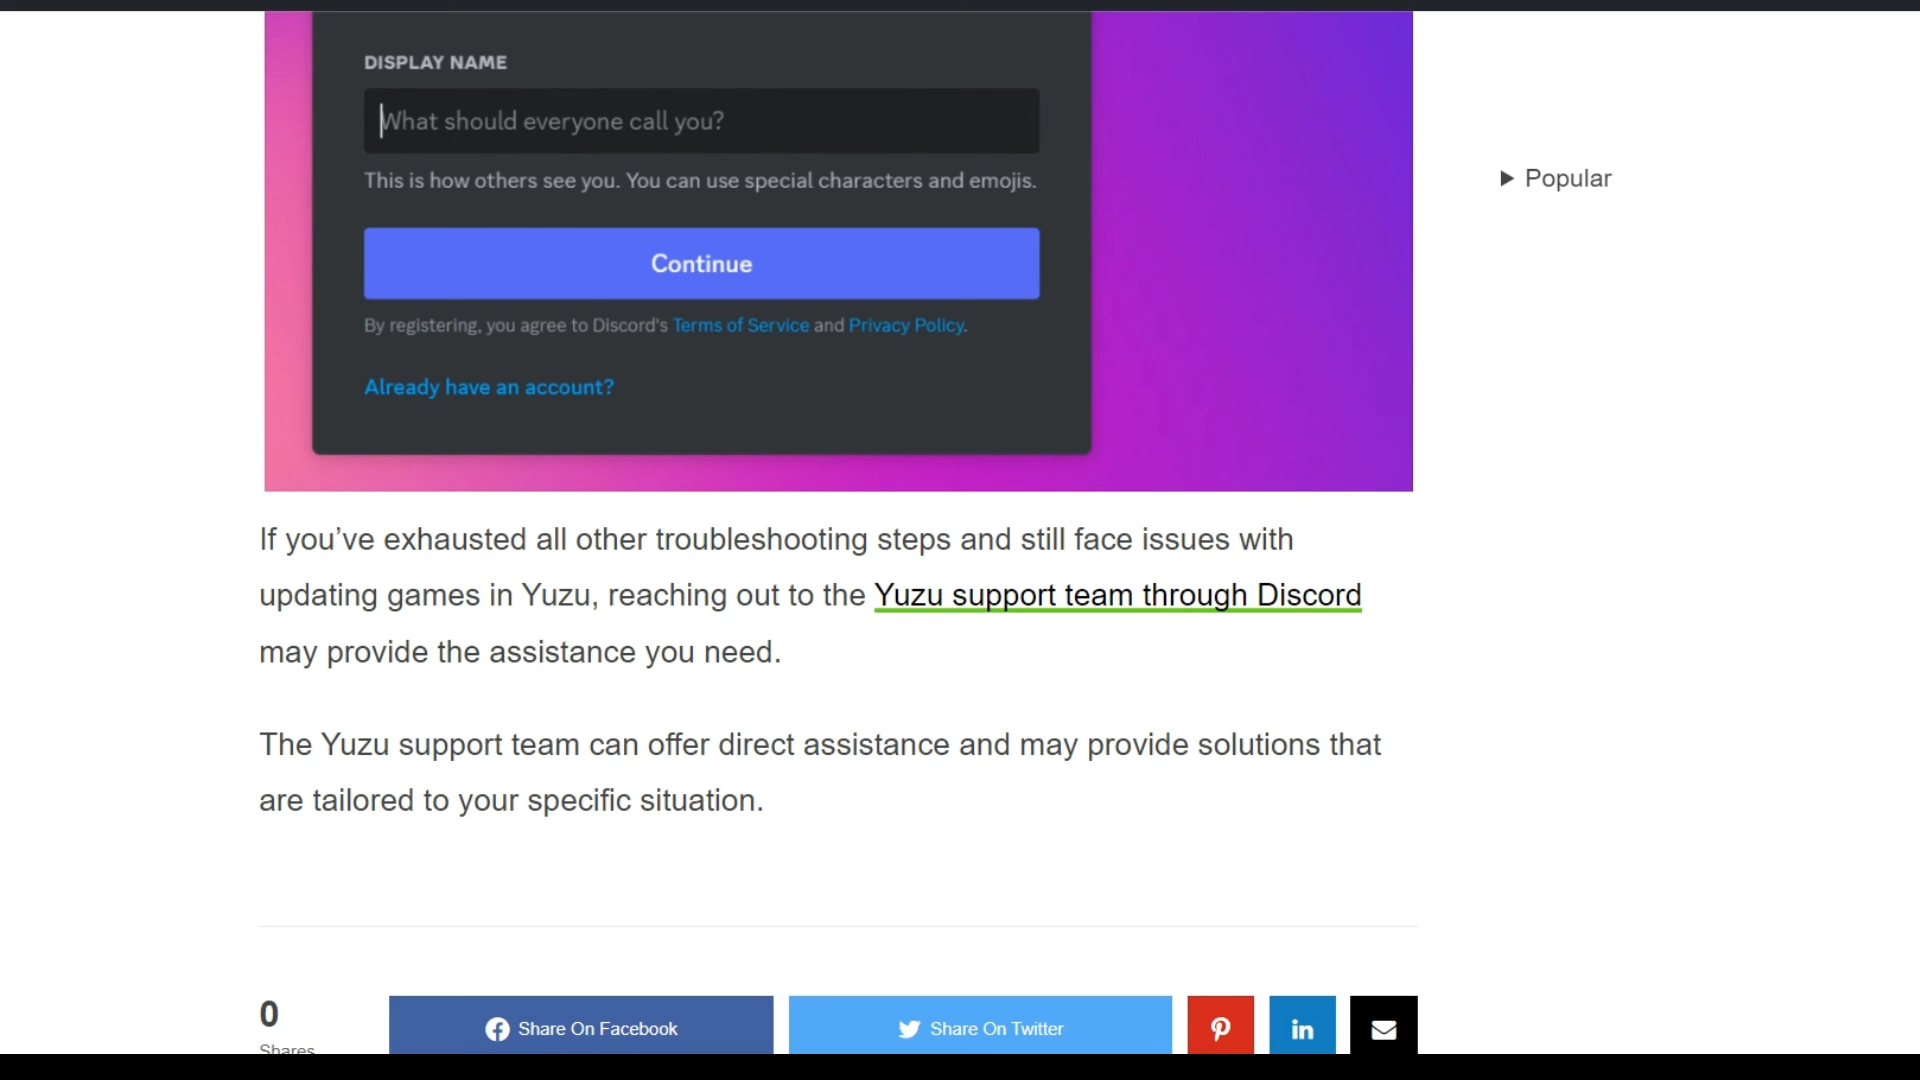 DISPLAY NAME
What should everyone call you?
This is how others see you. You can use special characters and emojis.
Continue
By registering, you agree to Discord's Terms of Service and Privacy Policy.
Already have an account?
▶ Popular
If you’ve exhausted all other troubleshooting steps and still face issues with
updating games in Yuzu, reaching out to the Yuzu support team through Discord
may provide the assistance you need.
The Yuzu support team can offer direct assistance and may provide solutions that
are tailored to your specific situation.
0
Shares
Share On Facebook
Share On Twitter